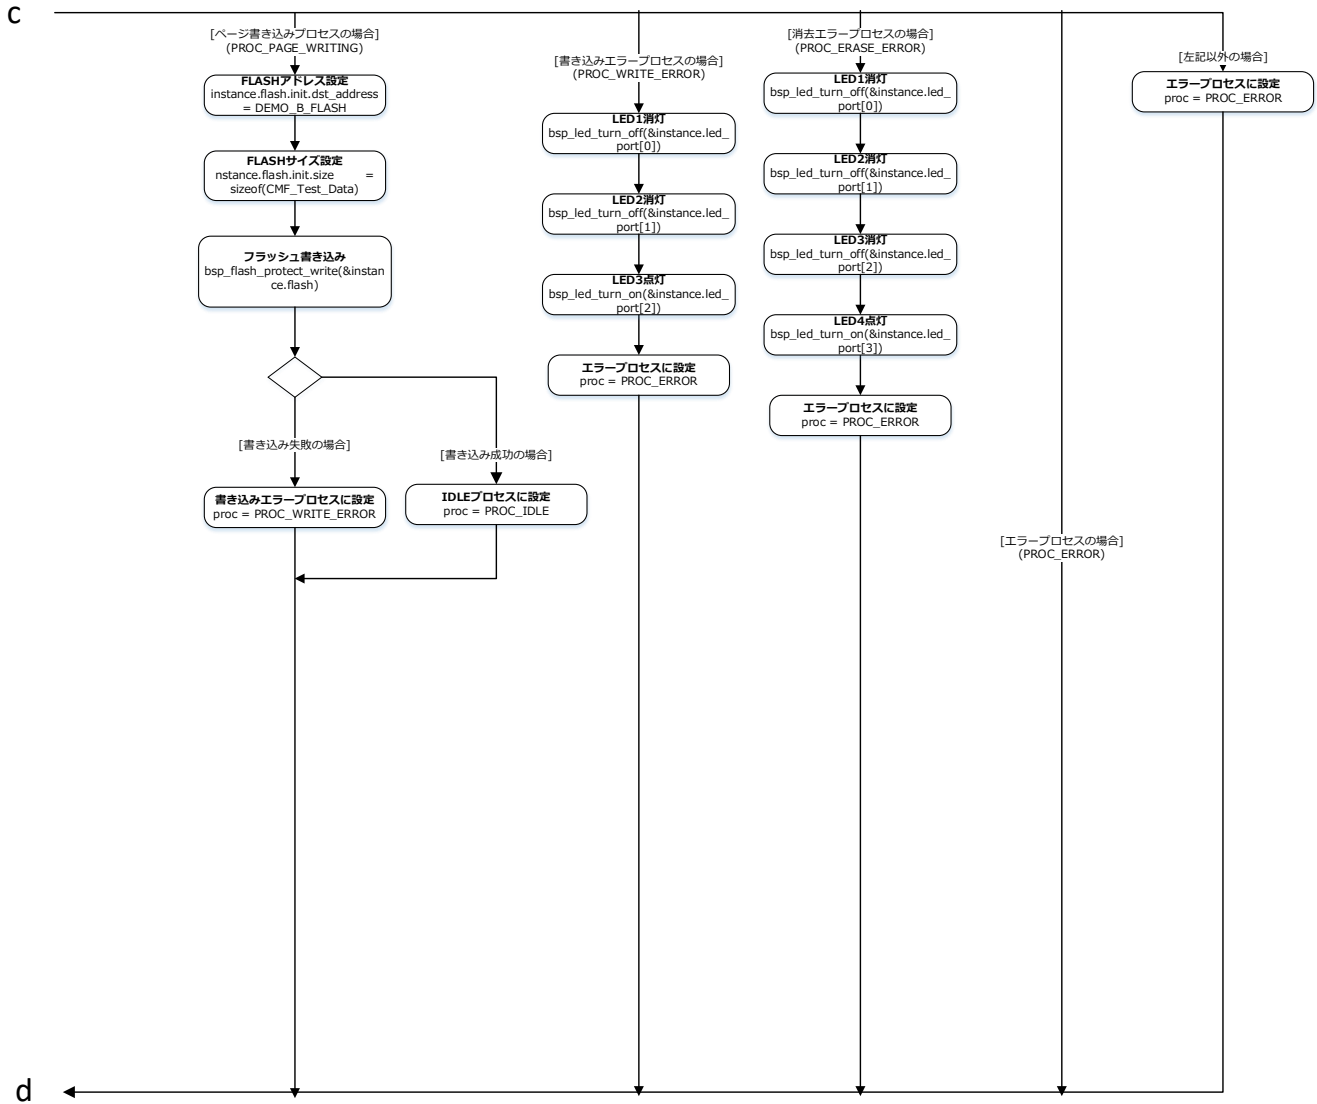 c
[ページ書き込みプロセスの場合]
(PROC_PAGE_WRITING)
FLASHアドレス設定
instance.flash.init.dst_address
= DEMO_B_FLASH
FLASHサイズ設定
nstance.flash.init.size =
sizeof(CMF_Test_Data)
フラッシュ書き込み
bsp_flash_protect_write(&instan
ce.flash)
[書き込み失敗の場合]
書き込みエラープロセスに設定
proc = PROC_WRITE_ERROR
[書き込み成功の場合]
IDLEプロセスに設定
proc = PROC_IDLE
[書き込みエラープロセスの場合]
(PROC_WRITE_ERROR)
LED1消灯
bsp_led_turn_off(&instance.led_
port[0])
LED2消灯
bsp_led_turn_off(&instance.led_
port[1])
LED3点灯
bsp_led_turn_on(&instance.led_
port[2])
エラープロセスに設定
proc = PROC_ERROR
[消去エラープロセスの場合]
(PROC_ERASE_ERROR)
LED1消灯
bsp_led_turn_off(&instance.led_
port[0])
LED2消灯
bsp_led_turn_off(&instance.led_
port[1])
LED3消灯
bsp_led_turn_off(&instance.led_
port[2])
LED4点灯
bsp_led_turn_on(&instance.led_
port[3])
エラープロセスに設定
proc = PROC_ERROR
[エラープロセスの場合]
(PROC_ERROR)
[左記以外の場合]
エラープロセスに設定
proc = PROC_ERROR
d